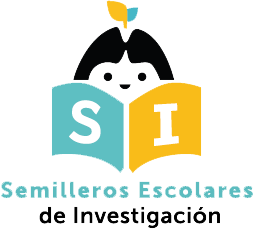 S I
Semilleros Escolares
de Investigación